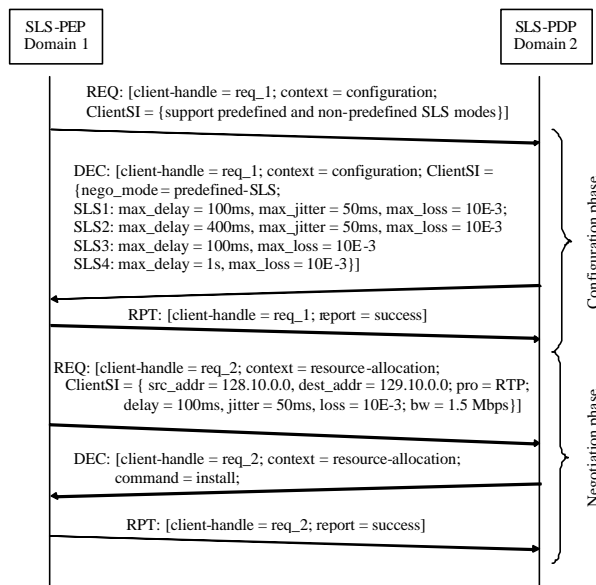 SLS-PEP
Domain 1
SLS-PDP
Domain 2
REQ: [client-handle = req_1; context = configuration;
ClientSI = {support predefined and non-predefined SLS modes}]
DEC: [client-handle = req_1; context = configuration; ClientSI =
{nego_mode = predefined-SLS;
SLS1: max_delay = 100ms, max_jitter = 50ms, max_loss = 10E-3;
SLS2: max_delay = 400ms, max_jitter = 50ms, max_loss = 10E-3
SLS3: max_delay = 100ms, max_loss = 10E-3
SLS4: max_delay = 1s, max_loss = 10E-3}]
RPT: [client-handle = req_1; report = success]
Configuration phase
REQ: [client-handle = req_2; context = resource-allocation;
ClientSI = { src_addr = 128.10.0.0, dest_addr = 129.10.0.0; pro = RTP;
delay = 100ms, jitter = 50ms, loss = 10E-3; bw = 1.5 Mbps}]
DEC: [client-handle = req_2; context = resource-allocation;
command = install;
RPT: [client-handle = req_2; report = success]
Negotiation phase